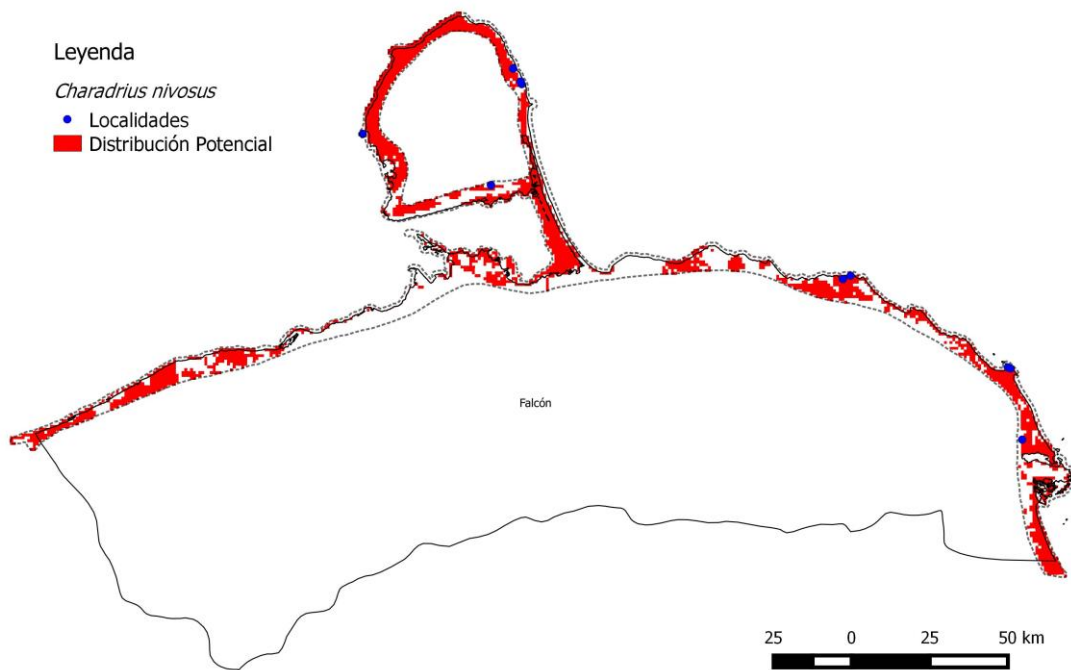 Leyenda
Charadrius nivosus
Localidades
Distribución Potencial
Falcón
25 0 25 50 km